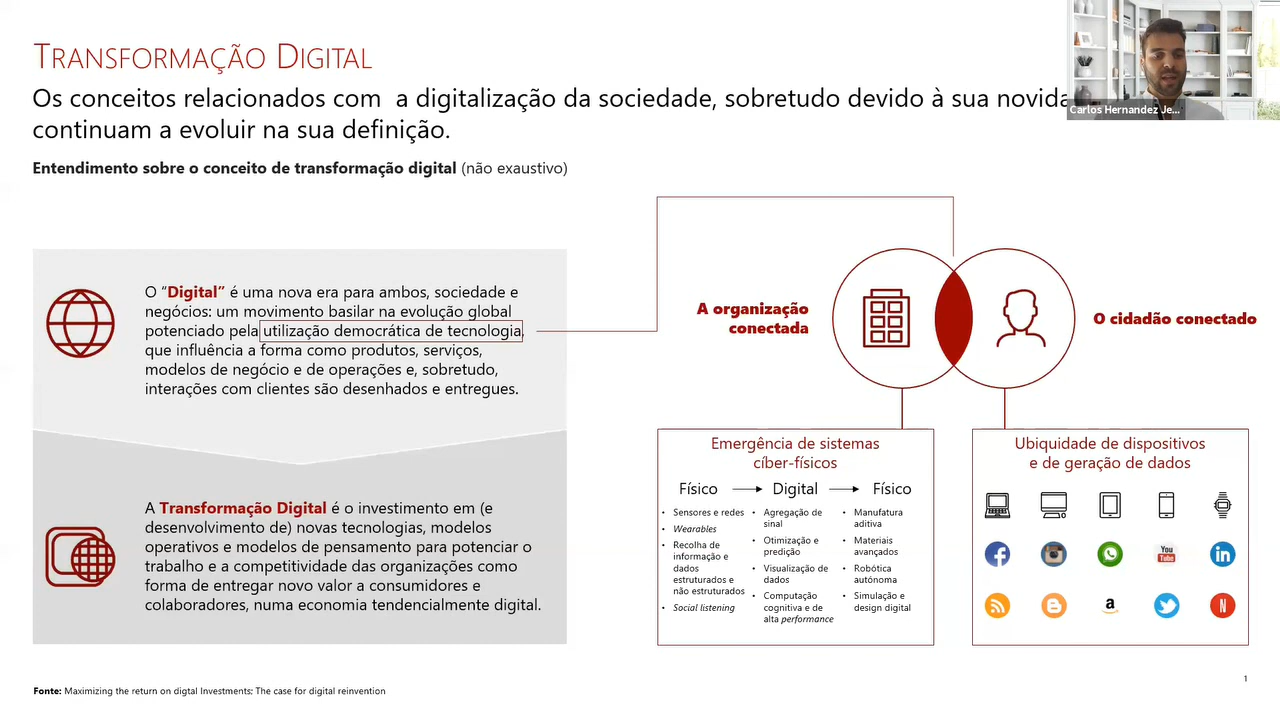 TRANSFORMAÇÃO DIGITAL
Os conceitos relacionados com a digitalização da sociedade, sobretudo devido à sua
continuam a evoluir na sua definição.
Carlos Hernandez Je...
Entendimento sobre o conceito de transformação digital (não exaustivo)
O “Digital” é uma nova era para ambos, sociedade e
negócios: um movimento basilar na evolução global
potenciado pela utilização democrática de tecnologia,
que influência a forma como produtos, serviços,
modelos de negócio e de operações e, sobretudo,
interações com clientes são desenhados e entregues.
A Transformação Digital é o investimento em (e
desenvolvimento de) novas tecnologias, modelos
operativos e modelos de pensamento para potenciar o
trabalho e a competitividade das organizações como
forma de entregar novo valor a consumidores e
colaboradores, numa economia tendencialmente digital.
A organização
conectada
O cidadão conectado
Emergência de sistemas
cíber-físicos
Físico
Digital
Físico
• Sensores e redes
• Wearables
• Recolha de
informação e
dados
estruturados e
não estruturados
• Social listening
• Agregação de
sinal
• Otimização e
predição
• Visualização de
dados
• Computação
cognitiva e de
alta performance
• Manufatura
aditiva
• Materiais
avançados
• Robótica
autónoma
• Simulação e
design digital
Ubiquidade de dispositivos
e de geração de dados
You
Tube
in
a
N
Fonte: Maximizing the return on digtal Investments; The case for digital reinvention
1